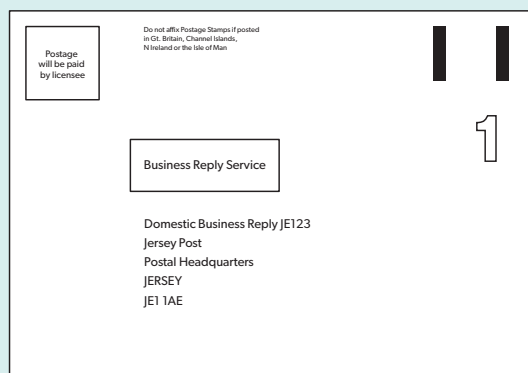 Postage
will be paid
by licensee
Do not affix Postage Stamps if posted
in Gt. Britain, Channel Islands,
N Ireland or the Isle of Man
1
Business Reply Service
Domestic Business Reply JE123
Jersey Post
Postal Headquarters
JERSEY
JE1 1AE